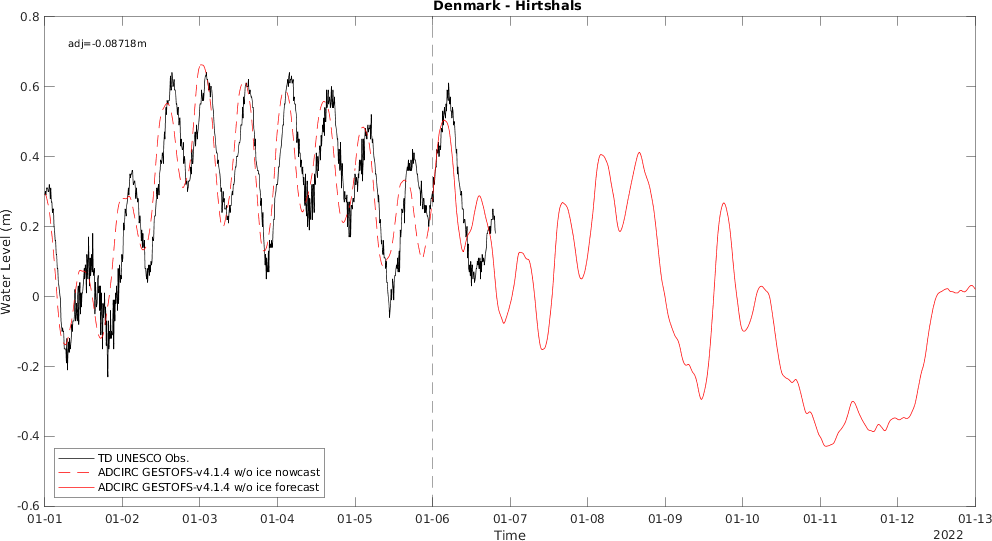 Denmark - Hirtshals
adj=-0.08718m
0.8
0.6
0.4
0.2
0
-0.2
-0.4
-0.6
Water Level (m)
TD UNESCO Obs.
ADCIRC GESTOFS-v4.1.4 w/o ice nowcast
ADCIRC GESTOFS-v4.1.4 w/o ice forecast
01-01 01-02 01-03 01-04 01-05 01-06 01-07 01-08 01-09 01-10 01-11 01-12 01-13
Time
2022